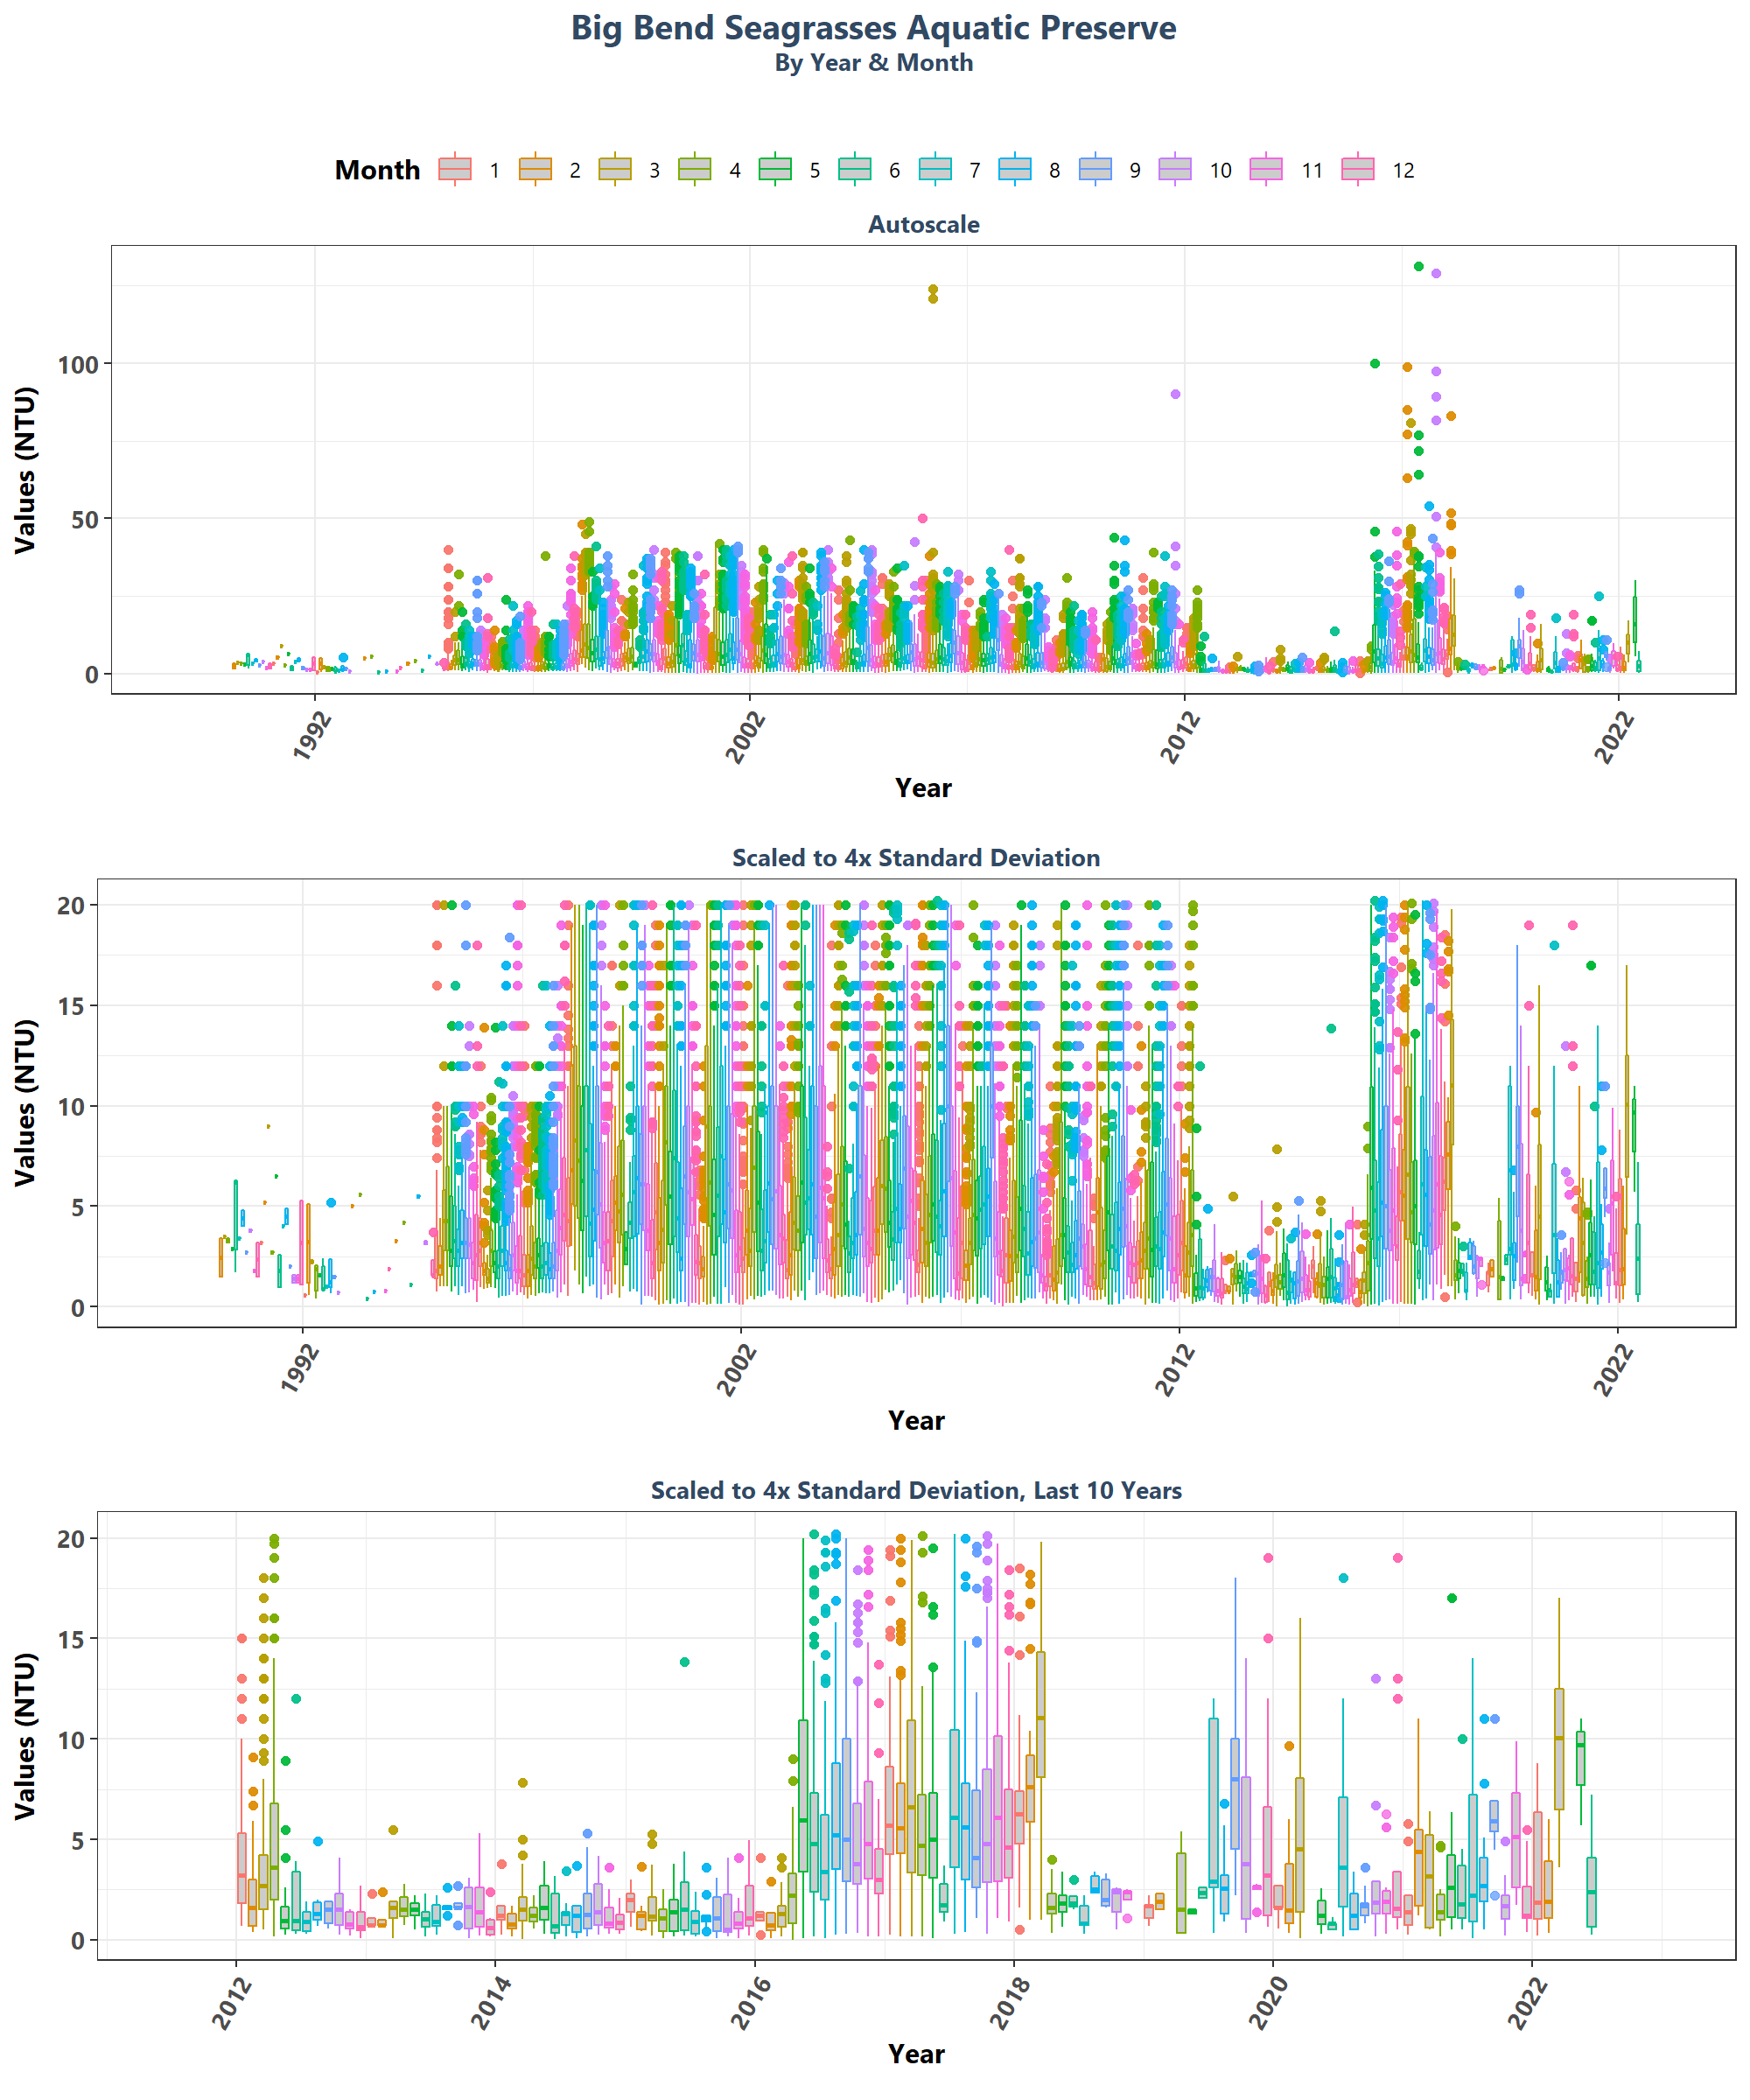 Big Bend Seagrasses Aquatic Preserve
By Year & Month
Month 1 2 3 4 5 6 7 8 9 10 11 12
Autoscale
Values (NTU)
100
50
0
1992 2002 2012 2022
Year
Scaled to 4x Standard Deviation
Values (NTU)
20
15
10
5
0
1992 2002 2012 2022
Year
Scaled to 4x Standard Deviation, Last 10 Years
Values (NTU)
20
15
10
5
0
2012 2014 2016 2018 2020 2022
Year